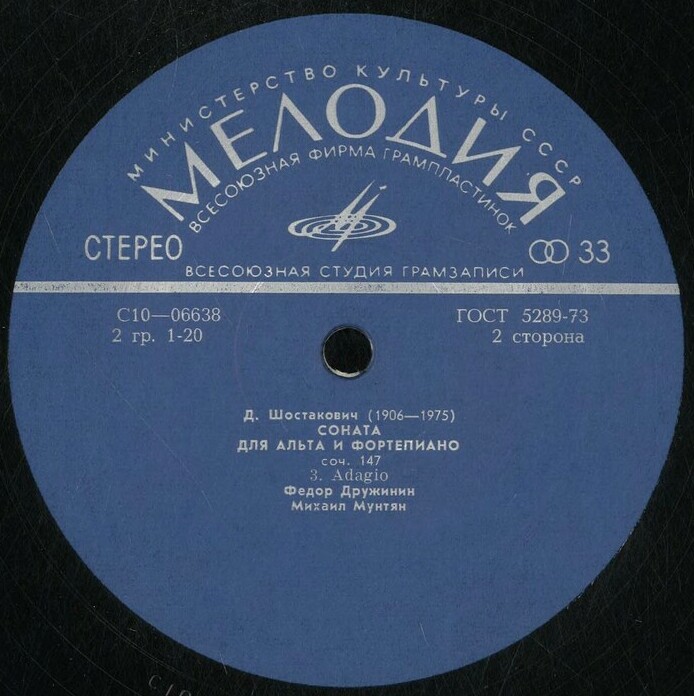 МИНИСТЕРСТВО КУЛЬТУРЫ СССР
МЕЛОДИЯ
ВСЕСОЮЗНАЯ ФИРМА ГРАМПЛАСТИНОК
СТЕРЕО
33
ВСЕСОЮЗНАЯ СТУДИЯ ГРАМЗАПИСИ
С10—06638
ГОСТ 5289-73
2 гр. 1-20
2 сторона
Д. Шостакович (1906—1975)
СОНАТА
ДЛЯ АЛЬТА И ФОРТЕПИАНО
соч. 147
3. Adagio
Федор Дружинин
Михаил Мунтян